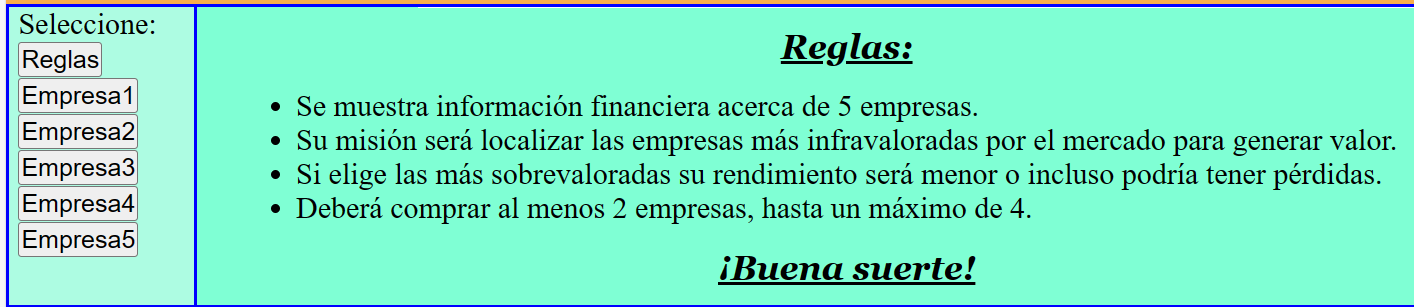 Seleccione:
Reglas
Empresa1
Empresa2
Empresa3
Empresa4
Empresa5
Reglas:
• Se muestra información financiera acerca de 5 empresas.
• Su misión será localizar las empresas más infravaloradas por el mercado para generar valor.
• Si elige las más sobrevaloradas su rendimiento será menor o incluso podría tener pérdidas.
• Deberá comprar al menos 2 empresas, hasta un máximo de 4.
¡Buena suerte!